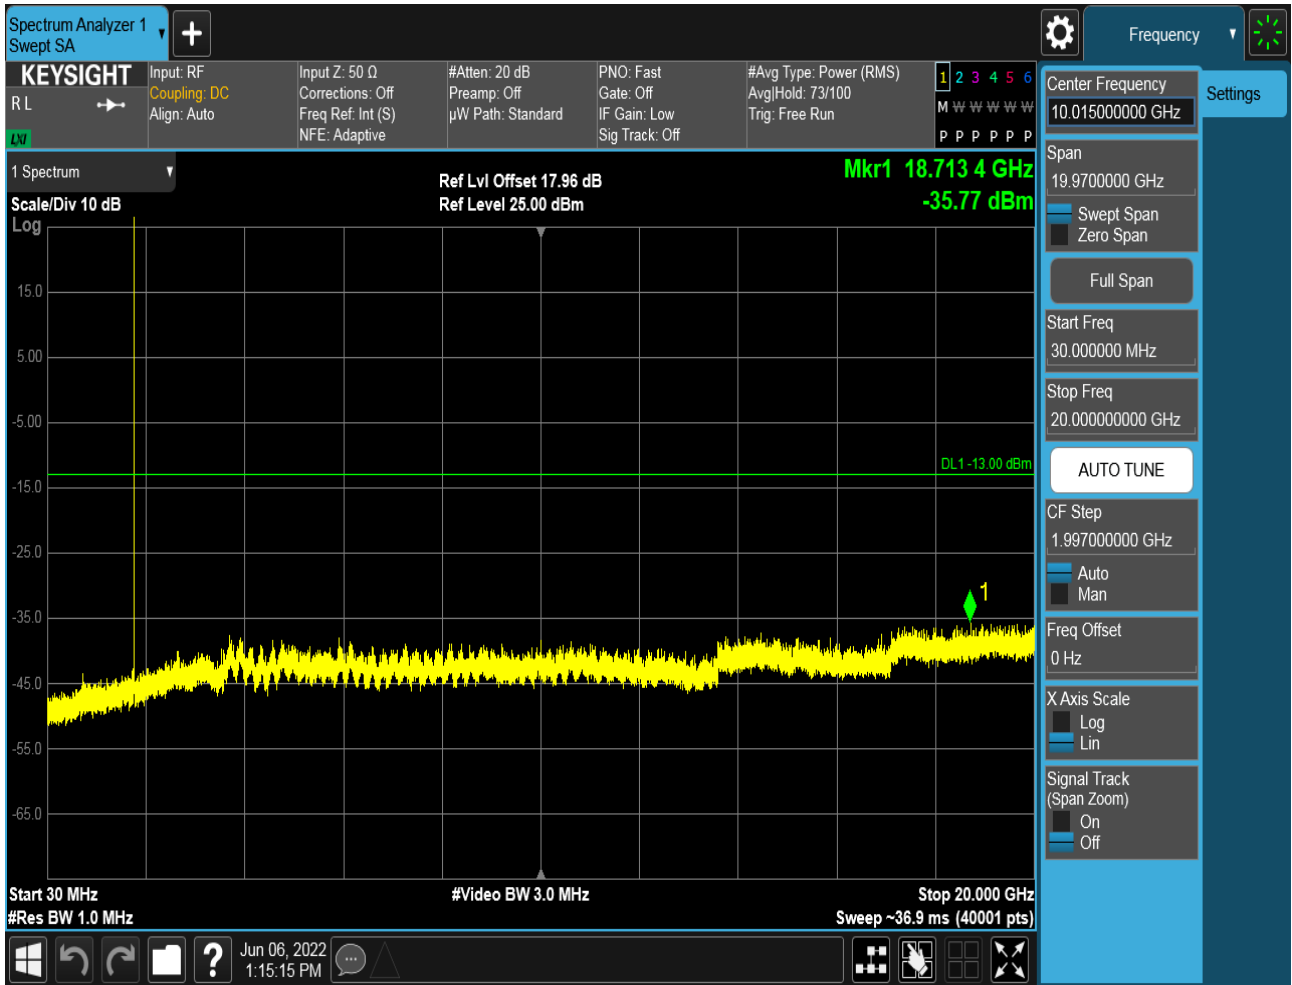 Spectrum Analyzer 1
Swept SA
Frequency
KEYSIGHT
R L
LXI
Input: RF
Coupling: DC
Align: Auto
Input Z: 50 Ω
Corrections: Off
Freq Ref: Int (S)
NFE: Adaptive
#Atten: 20 dB
Preamp: Off
µW Path: Standard
PNO: Fast
Gate: Off
IF Gain: Low
Sig Track: Off
#Avg Type: Power (RMS)
Avg|Hold: 73/100
Trig: Free Run
1 2 3 4 5 6
M W W W W W
P P P P P P
1 Spectrum
Scale/Div 10 dB
Log
Ref Lvl Offset 17.96 dB
Ref Level 25.00 dBm
Mkr1 18.713 4 GHz
-35.77 dBm
15.0
5.00
-5.00
-15.0
-25.0
-35.0
-45.0
-55.0
-65.0
DL1 -13.00 dBm
1
Start 30 MHz
#Res BW 1.0 MHz
#Video BW 3.0 MHz
Stop 20.000 GHz
Sweep ~36.9 ms (40001 pts)
?
Jun 06, 2022
1:15:15 PM
Center Frequency
10.015000000 GHz
Span
19.9700000 GHz
Swept Span
Zero Span
Full Span
Start Freq
30.000000 MHz
Stop Freq
20.000000000 GHz
AUTO TUNE
CF Step
1.997000000 GHz
Auto
Man
Freq Offset
0 Hz
X Axis Scale
Log
Lin
Signal Track
(Span Zoom)
On
Off
Settings